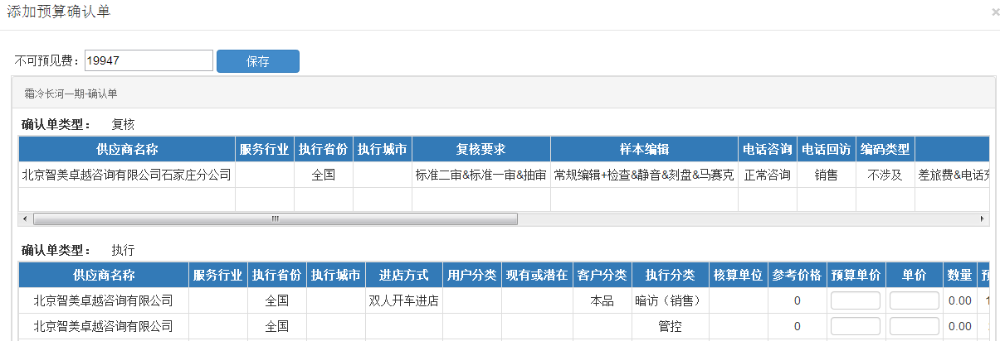 添加预算确认单 ×
不可预见费： 19947 保存
霜冷长河一期-确认单
确认单类型： 复核
供应商名称 服务行业 执行省份 执行城市 复核要求 样本编辑 电话咨询 电话回访 编码类型
北京智美卓越咨询有限公司石家庄分公司 全国 标准二审&标准一审&抽审 常规编辑+检查&静音&刻盘&马赛克 正常咨询 销售 不涉及 差旅费&电话充
确认单类型： 执行
供应商名称 服务行业 执行省份 执行城市 进店方式 用户分类 现有或潜在 客户分类 执行分类 核算单位 参考价格 预算单价 单价 数量 预
北京智美卓越咨询有限公司 全国 双人开车进店 本品 暗访（销售） 0 0.00
北京智美卓越咨询有限公司 全国 管控 0 0.00